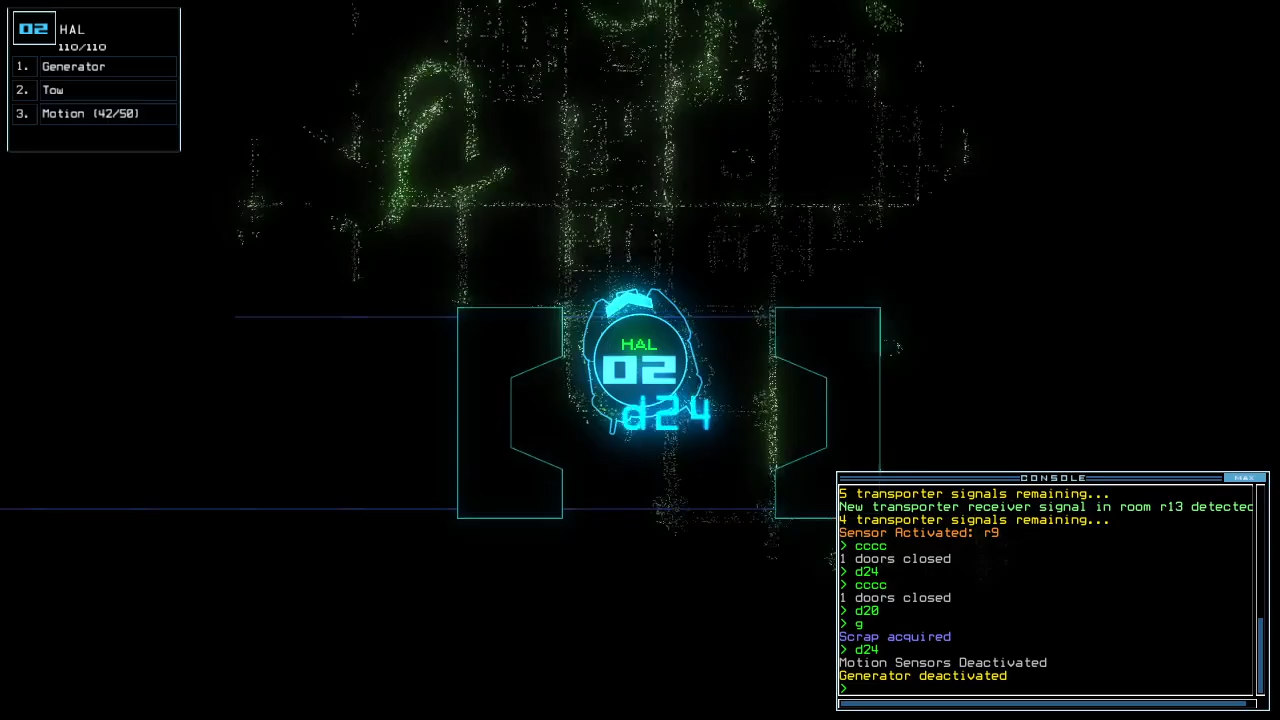 02 HAL
110/110
1. Generator
2. Tow
3. Motion (42/50)
HAL
02
d24
CONSOLE
MAX
5 transporter signals remaining...
New transporter receiver signal in room r13 detected
4 transporter signals remaining...
Sensor Activated: r9
> cccc
1 doors closed
> d24
> cccc
1 doors closed
> d20
> g
Scrap acquired
> d24
Motion Sensors Deactivated
Generator deactivated
>